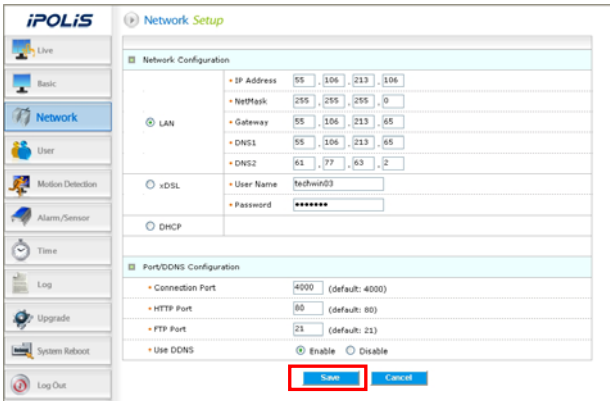 iPOLiS
Network Setup
Live
Basic
Network
User
Motion Detection
Alarm/Sensor
Time
Log
Upgrade
System Reboot
Log Out
Network Configuration
LAN
IP Address 55 . 106 . 213 . 106
NetMask 255 . 255 . 255 . 0
Gateway 55 . 106 . 213 . 65
DNS1 55 . 106 . 213 . 65
DNS2 61 . 77 . 63 . 2
xDSL
User Name techwin03
Password •••••••
DHCP
Port/DDNS Configuration
Connection Port 4000 (default: 4000)
HTTP Port 80 (default: 80)
FTP Port 21 (default: 21)
Use DDNS Enable Disable
Save Cancel